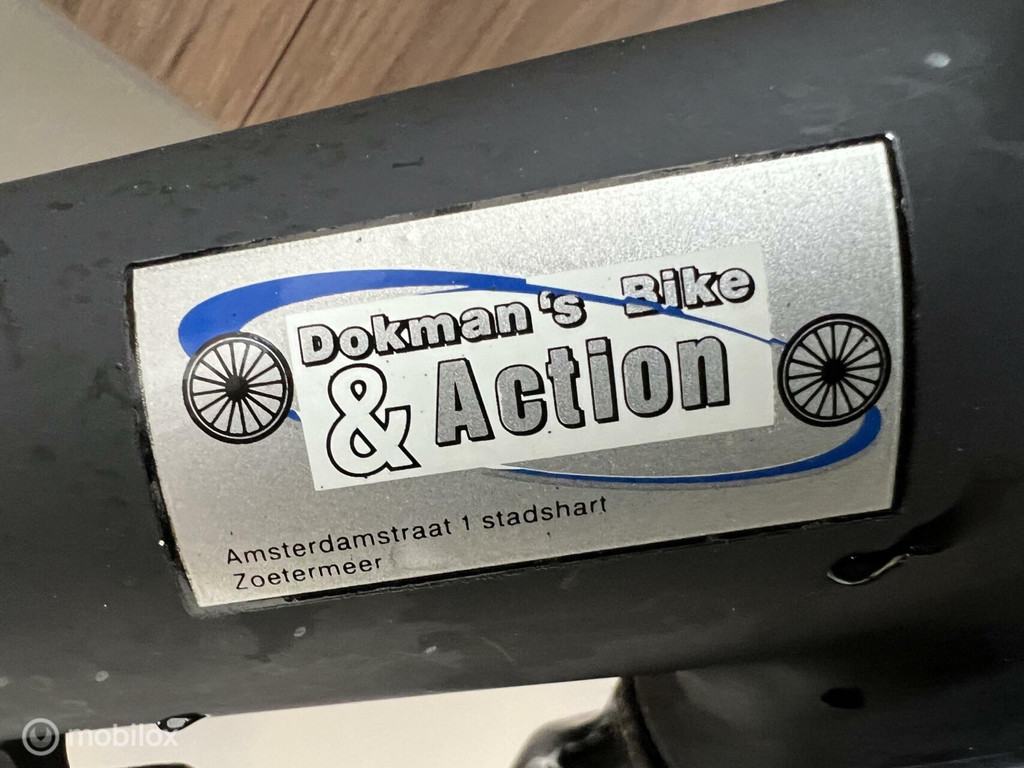 Dokman's Bike
& Action
Amsterdamstraat 1 stadshart
Zoetermeer
mobilox